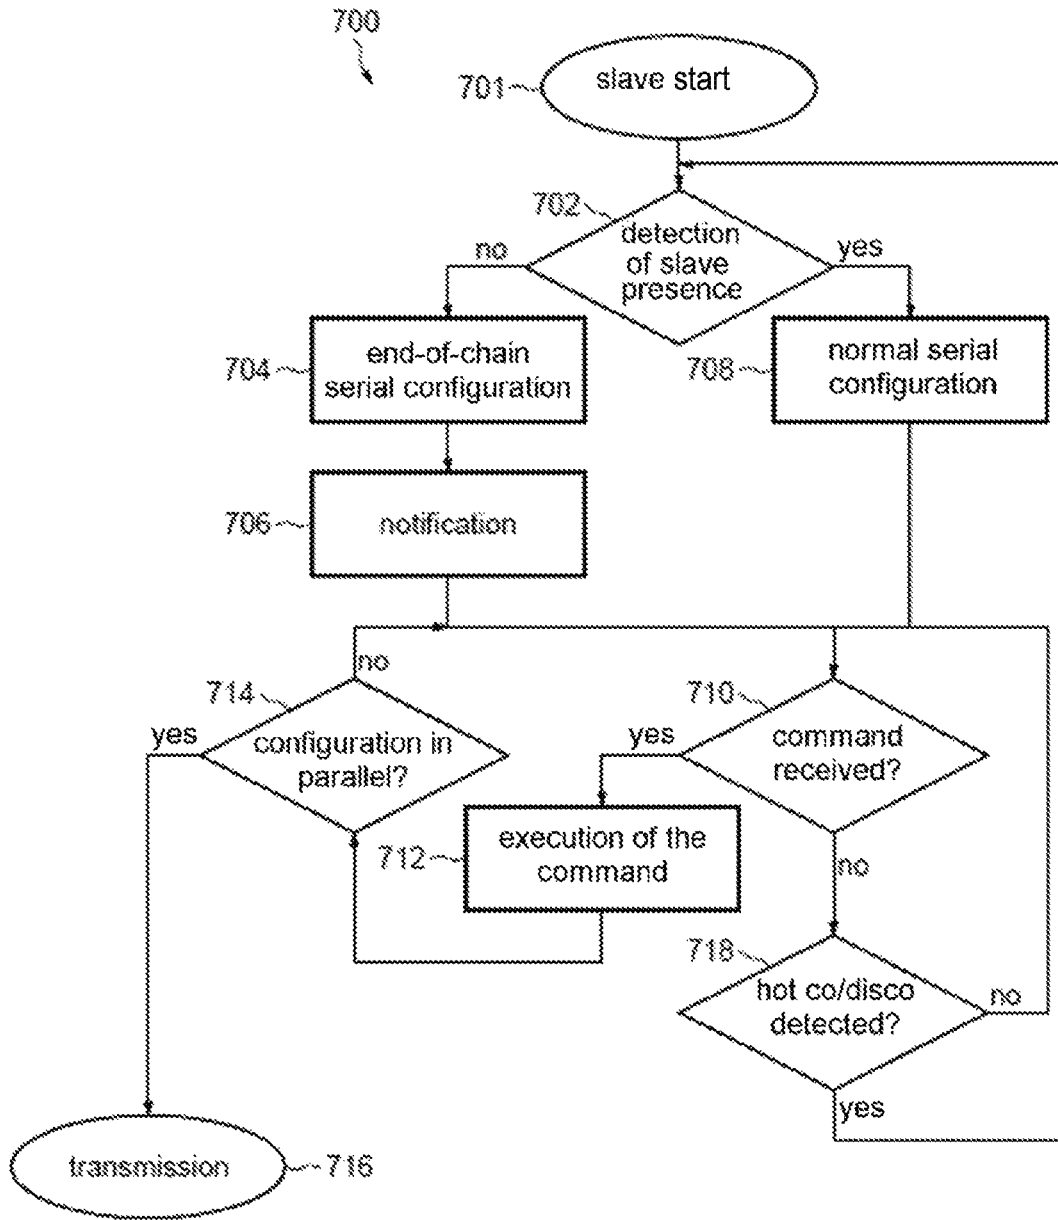 700
701
slave start
702
detection
of slave
presence
no
yes
704
end-of-chain
serial configuration
708
normal serial
configuration
706
notification
no
714
configuration in
parallel?
yes
710
command
received?
yes
712
execution of the
command
no
718
hot co/disco
detected?
no
yes
transmission
716